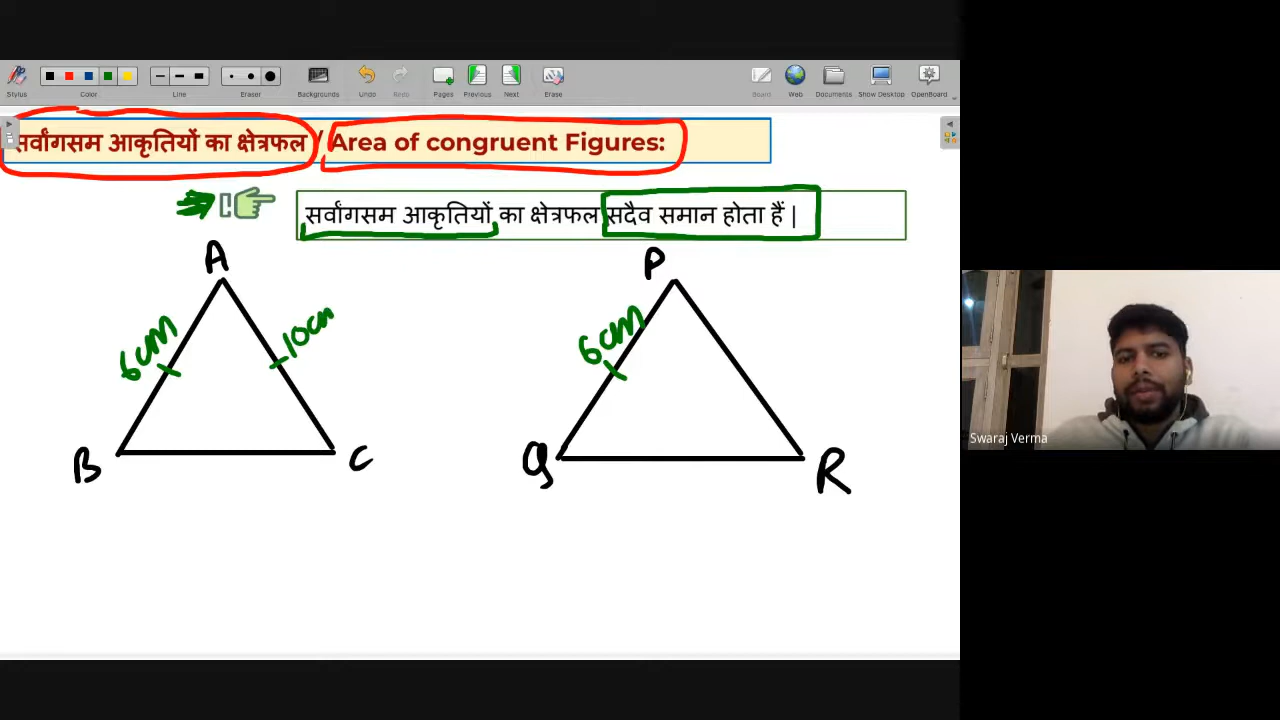 Stylus Color Line Eraser Backgrounds Undo Redo Pages Previous Next Erase Board Web Documents Show Desktop OpenBoard
सर्वांगसम आकृतियों का क्षेत्रफल / Area of congruent Figures:
सर्वांगसम आकृतियों का क्षेत्रफल सदैव समान होता हैं |
A
P
6cm
10cm
6cm
B
C
Q
R
Swaraj Verma